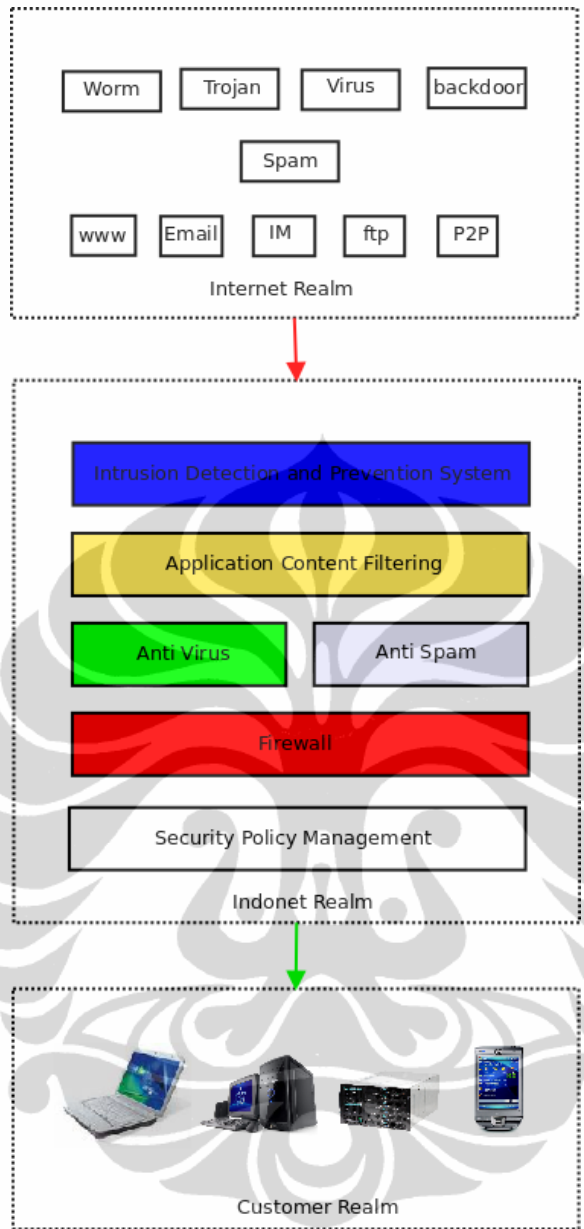 Worm Trojan Virus backdoor
Spam
www Email IM ftp P2P
Internet Realm
Intrusion Detection and Prevention System
Application Content Filtering
Anti Virus Anti Spam
Firewall
Security Policy Management
Indonet Realm
Customer Realm